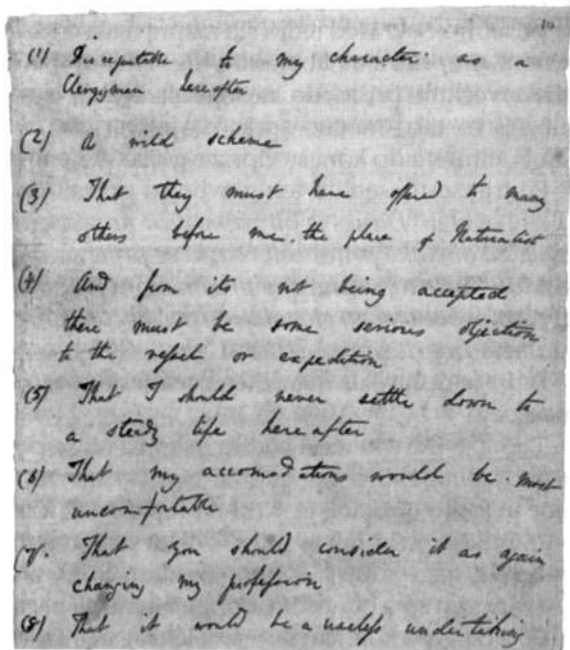 (1) Disreputable to my character as a
Clergyman hereafter
(2) A wild scheme
(3) That they must have offered to many
others before me, the place of Naturalist
(4) And from its not being accepted
there must be some serious objection
to the vessel or expedition
(5) That I should never settle down to
a steady life hereafter
(6) That my accomodations would be most
uncomfortable
(7). That you should consider it as again
changing my profession
(8) That it would be a useless undertaking